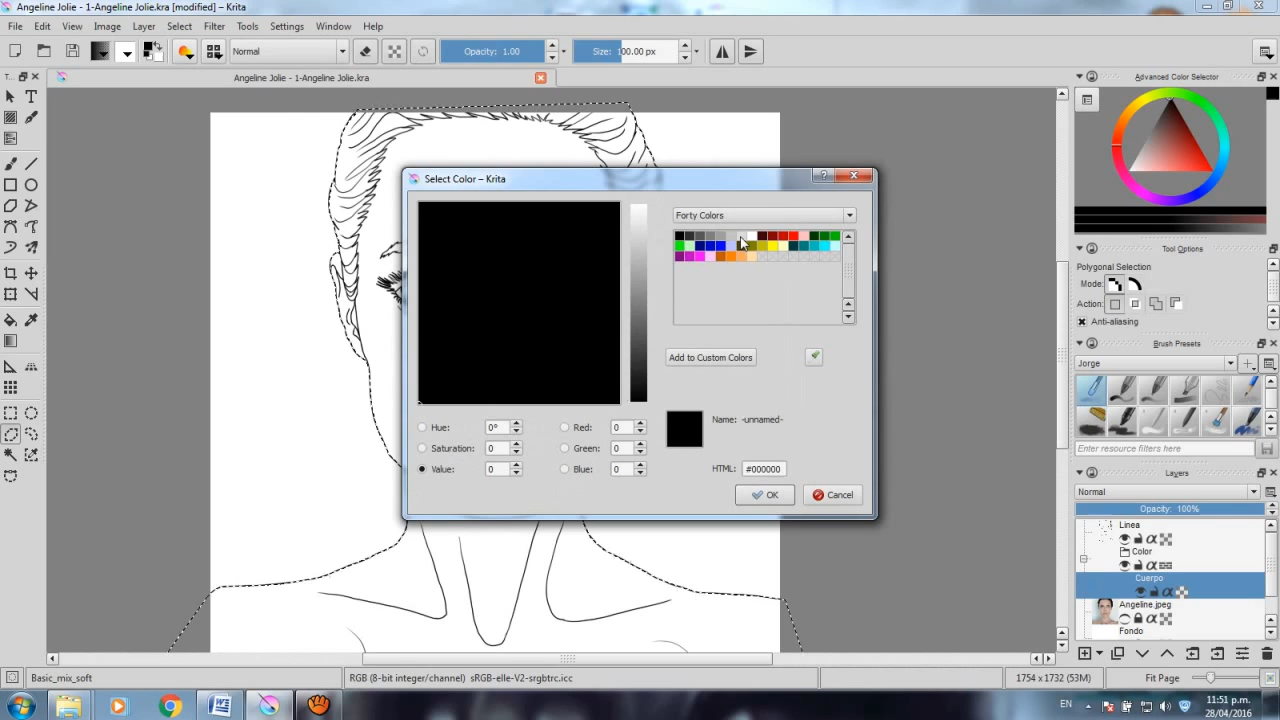 Angeline Jolie - 1-Angeline Jolie.kra [modified] - Krita
File Edit View Image Layer Select Filter Tools Settings Window Help
Normal
Opacity: 1.00
Size: 100.00 px
Angeline Jolie - 1-Angeline Jolie.kra
Advanced Color Selector
Select Color – Krita
Forty Colors
Add to Custom Colors
Name: -unnamed-
Hue: 0°
Red: 0
Saturation: 0
Green: 0
Value: 0
Blue: 0
HTML: #000000
OK
Cancel
Tool Options
Polygonal Selection
Mode:
Action:
Anti-aliasing
Brush Presets
Jorge
Enter resource filters here
Layers
Normal
Opacity: 100%
Linea
Color
Cuerpo
Angeline.jpeg
Fondo
Basic_mix_soft
RGB (8-bit integer/channel) sRGB-elle-V2-srgbtrc.icc
1754 x 1732 (53M)
Fit Page
EN
11:51 p.m.
28/04/2016